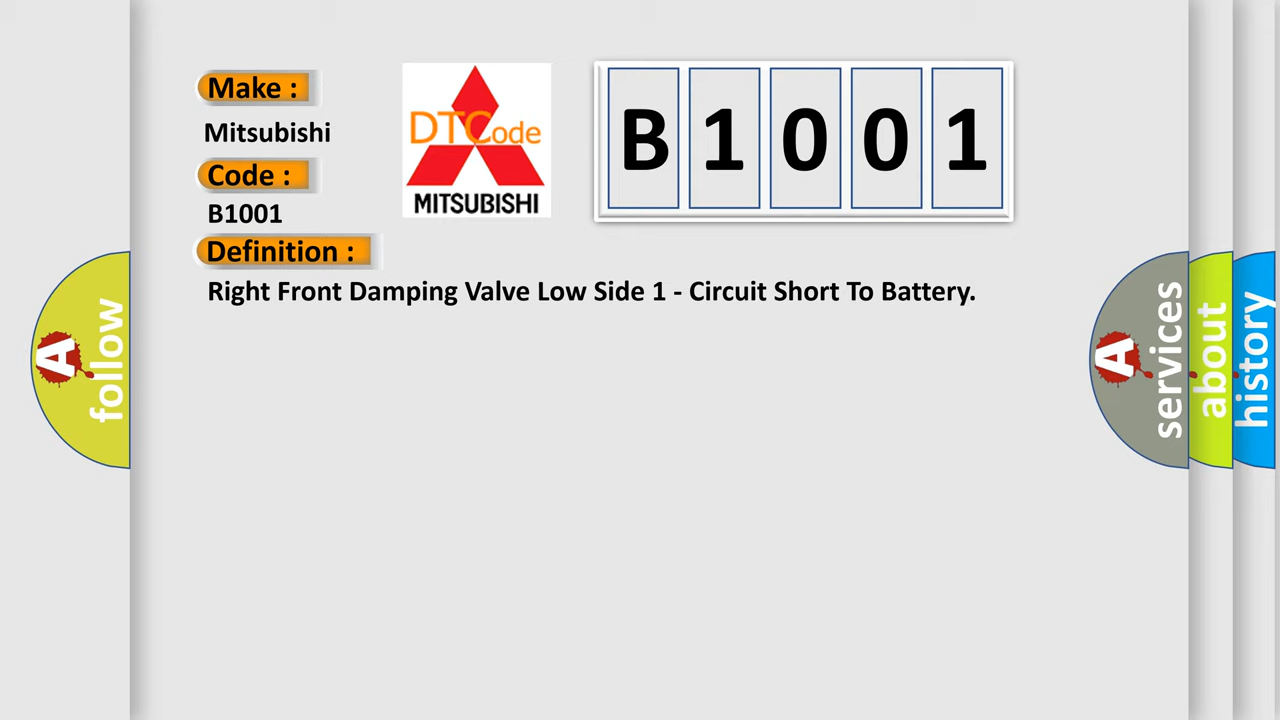 Make :
Mitsubishi
Code :
B1001
Definition :
Right Front Damping Valve Low Side 1 - Circuit Short To Battery.
DTCode
MITSUBISHI
B 1 0 0 1
A follow
A services
about
history